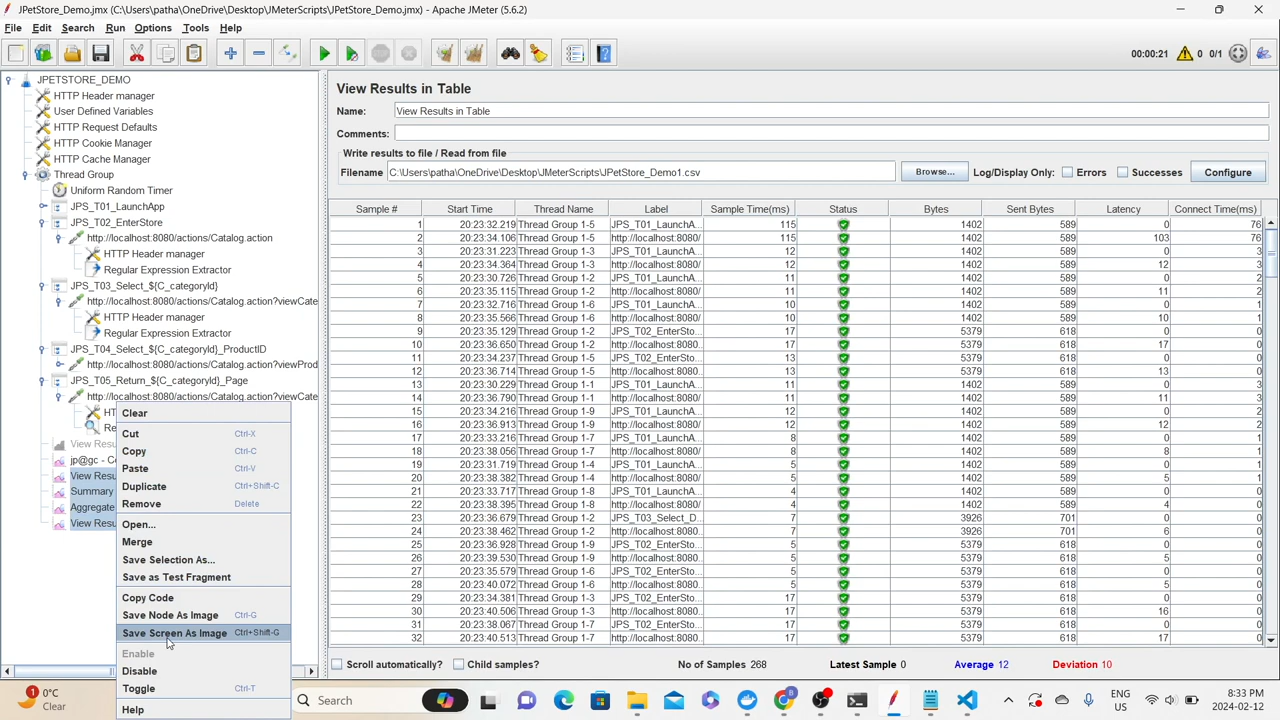 JPetStore_Demo.jmx (C:\Users\patha\OneDrive\Desktop\JMeterScripts\JPetStore_Demo.jmx) - Apache JMeter (5.6.2)
File Edit Search Run Options Tools Help
00:00:21 0 0/1
JPETSTORE_DEMO
HTTP Header manager
User Defined Variables
HTTP Request Defaults
HTTP Cookie Manager
HTTP Cache Manager
Thread Group
Uniform Random Timer
JPS_T01_LaunchApp
JPS_T02_EnterStore
http://localhost:8080/actions/Catalog.action
HTTP Header manager
Regular Expression Extractor
JPS_T03_Select_${C_categoryId}
http://localhost:8080/actions/Catalog.action?viewCate
HTTP Header manager
Regular Expression Extractor
JPS_T04_Select_${C_categoryId}_ProductID
http://localhost:8080/actions/Catalog.action?viewProd
JPS_T05_Return_${C_categoryId}_Page
http://localhost:8080/actions/Catalog.action?viewCate
HT
Re
View Resu
jp@gc - Co
View Resu
Summary
Aggregate
View Resu
Clear
Cut Ctrl-X
Copy Ctrl-C
Paste Ctrl-V
Duplicate Ctrl+Shift-C
Remove Delete
Open...
Merge
Save Selection As...
Save as Test Fragment
Copy Code
Save Node As Image Ctrl-G
Save Screen As Image Ctrl+Shift-G
Enable
Disable
Toggle Ctrl-T
Help
View Results in Table
Name: View Results in Table
Comments:
Write results to file / Read from file
Filename C:\Users\patha\OneDrive\Desktop\JMeterScripts\JPetStore_Demo1.csv Browse... Log/Display Only: Errors Successes Configure
Sample # Start Time Thread Name Label Sample Time(ms) Status Bytes Sent Bytes Latency Connect Time(ms)
1 20:23:32.219 Thread Group 1-5 JPS_T01_LaunchA... 115 1402 589 0 76
2 20:23:34.106 Thread Group 1-5 http://localhost:8080/ 115 1402 589 103 76
3 20:23:31.223 Thread Group 1-3 JPS_T01_LaunchA... 12 1402 589 0 3
4 20:23:34.364 Thread Group 1-3 http://localhost:8080/ 12 1402 589 12 3
5 20:23:30.726 Thread Group 1-2 JPS_T01_LaunchA... 11 1402 589 0 2
6 20:23:35.115 Thread Group 1-2 http://localhost:8080/ 11 1402 589 11 2
7 20:23:32.716 Thread Group 1-6 JPS_T01_LaunchA... 10 1402 589 0 1
8 20:23:35.566 Thread Group 1-6 http://localhost:8080/ 10 1402 589 10 1
9 20:23:35.129 Thread Group 1-2 JPS_T02_EnterSto... 17 5379 618 0 0
10 20:23:36.650 Thread Group 1-2 http://localhost:8080... 17 5379 618 17 0
11 20:23:34.237 Thread Group 1-5 JPS_T02_EnterSto... 13 5379 618 0 0
12 20:23:36.714 Thread Group 1-5 http://localhost:8080... 13 5379 618 13 0
13 20:23:30.229 Thread Group 1-1 JPS_T01_LaunchA... 11 1402 589 0 3
14 20:23:36.790 Thread Group 1-1 http://localhost:8080/ 11 1402 589 11 3
15 20:23:34.216 Thread Group 1-9 JPS_T01_LaunchA... 12 1402 589 0 2
16 20:23:36.913 Thread Group 1-9 http://localhost:8080/ 12 1402 589 12 2
17 20:23:33.217 Thread Group 1-7 JPS_T01_LaunchA... 8 1402 589 0 1
18 20:23:38.056 Thread Group 1-7 http://localhost:8080/ 8 1402 589 8 1
19 20:23:31.719 Thread Group 1-4 JPS_T01_LaunchA... 5 1402 589 0 1
20 20:23:38.382 Thread Group 1-4 http://localhost:8080/ 5 1402 589 5 1
21 20:23:33.717 Thread Group 1-8 JPS_T01_LaunchA... 4 1402 589 0 0
22 20:23:38.395 Thread Group 1-8 http://localhost:8080/ 4 1402 589 4 0
23 20:23:36.679 Thread Group 1-2 JPS_T03_Select_D... 7 3926 701 0 0
24 20:23:38.462 Thread Group 1-2 http://localhost:8080... 7 3926 701 6 0
25 20:23:36.928 Thread Group 1-9 JPS_T02_EnterSto... 5 5379 618 0 0
26 20:23:39.530 Thread Group 1-9 http://localhost:8080... 5 5379 618 5 0
27 20:23:35.577 Thread Group 1-6 JPS_T02_EnterSto... 5 5379 618 0 0
28 20:23:40.072 Thread Group 1-6 http://localhost:8080... 5 5379 618 5 0
29 20:23:34.381 Thread Group 1-3 JPS_T02_EnterSto... 17 5379 618 0 0
30 20:23:40.506 Thread Group 1-3 http://localhost:8080... 17 5379 618 16 0
31 20:23:38.067 Thread Group 1-7 JPS_T02_EnterSto... 17 5379 618 0 0
32 20:23:40.513 Thread Group 1-7 http://localhost:8080... 17 5379 618 17 0
Scroll automatically? Child samples? No of Samples 268 Latest Sample 0 Average 12 Deviation 10
1 0°C
Clear
Search
ENG
US
8:33 PM
2024-02-12